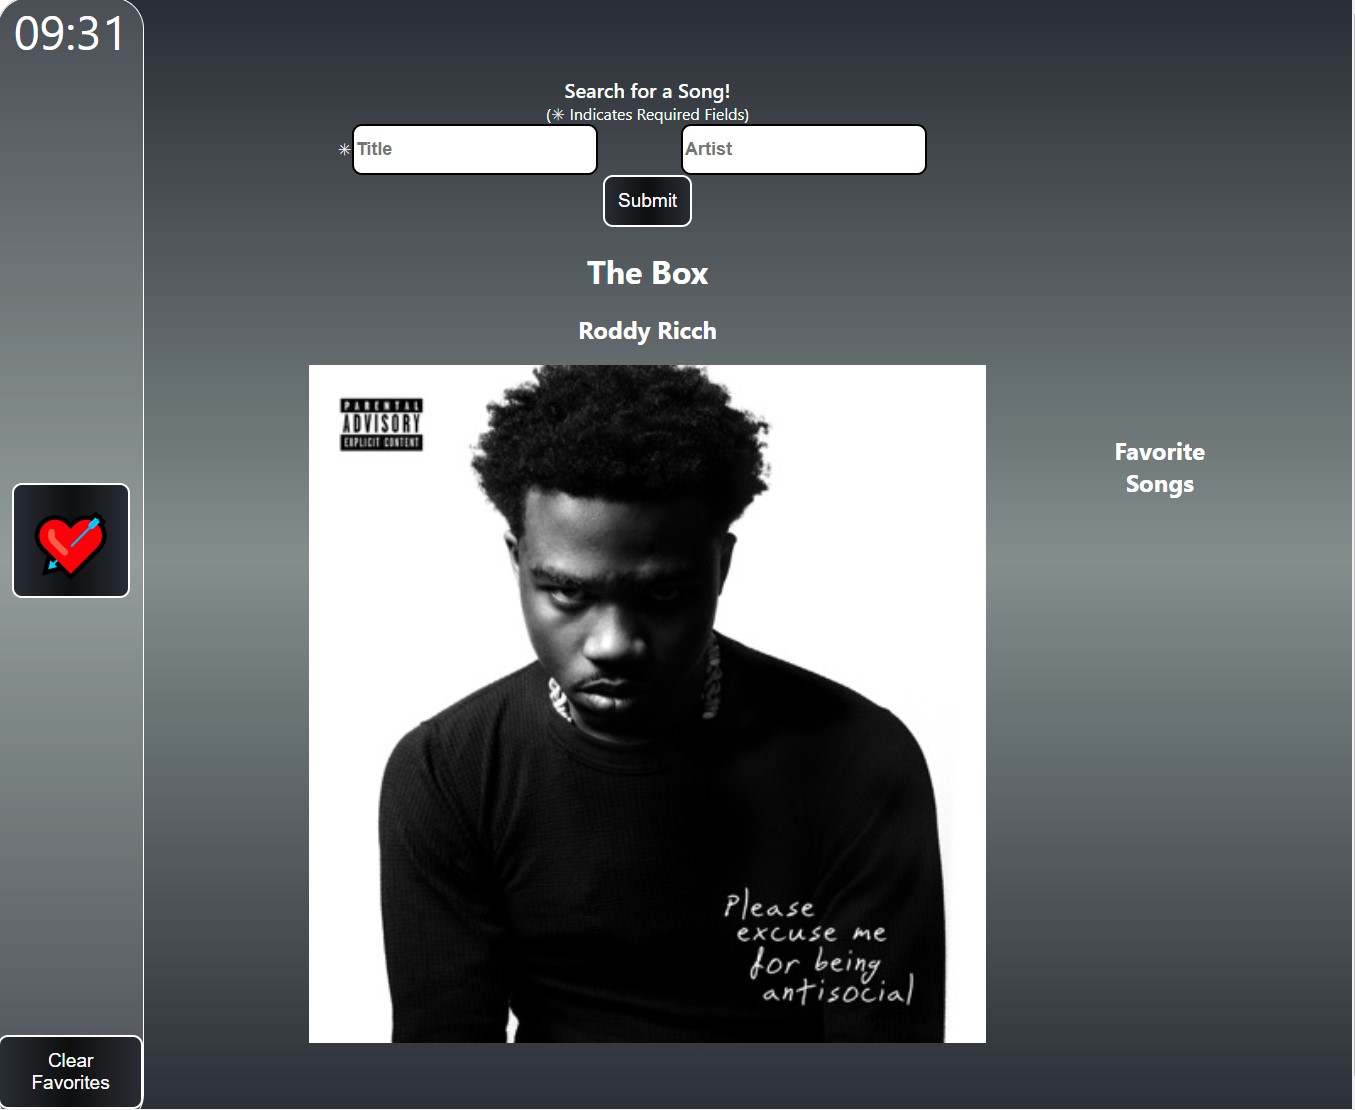 09:31
Search for a Song!
(✳ Indicates Required Fields)
✳ Title
Artist
Submit
The Box
Roddy Ricch
PARENTAL
ADVISORY
EXPLICIT CONTENT
Favorite
Songs
Please
excuse me
for being
antisocial
Clear
Favorites